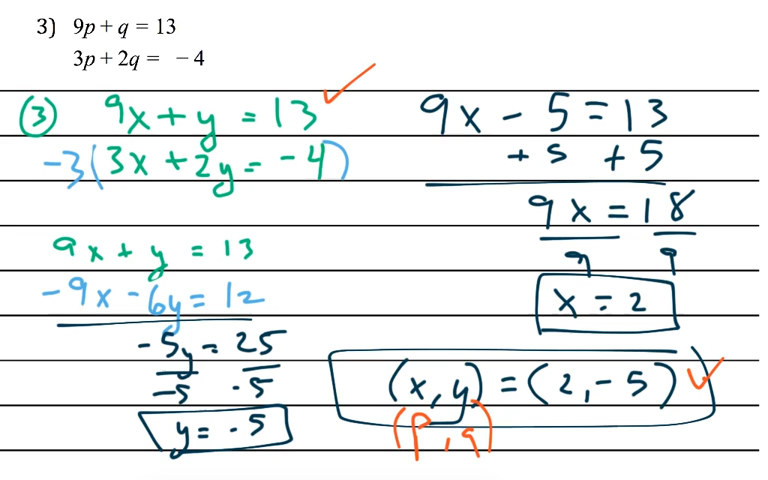 3) 9p + q = 13
3p + 2q = − 4
(3) 9x + y = 13 ✓
-3(3x + 2y = -4)
9x + y = 13
-9x - 6y = 12
-5y = 25
-5 -5
y = -5
9x - 5 = 13
+5 +5
9x = 18
9 9
x = 2
(x, y) = (2, -5) ✓
(p, q)